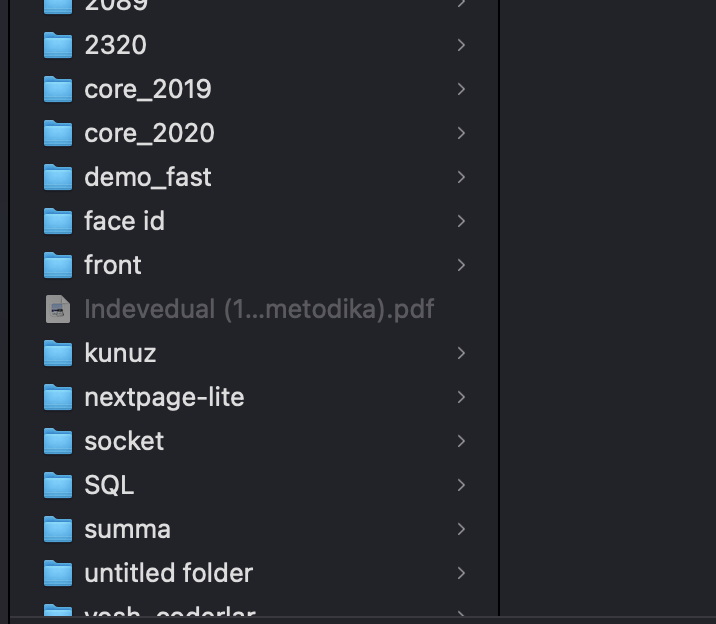 2089
2320
core_2019
core_2020
demo_fast
face id
front
Indevedual (1...metodika).pdf
kunuz
nextpage-lite
socket
SQL
summa
untitled folder
yosh_coderlar